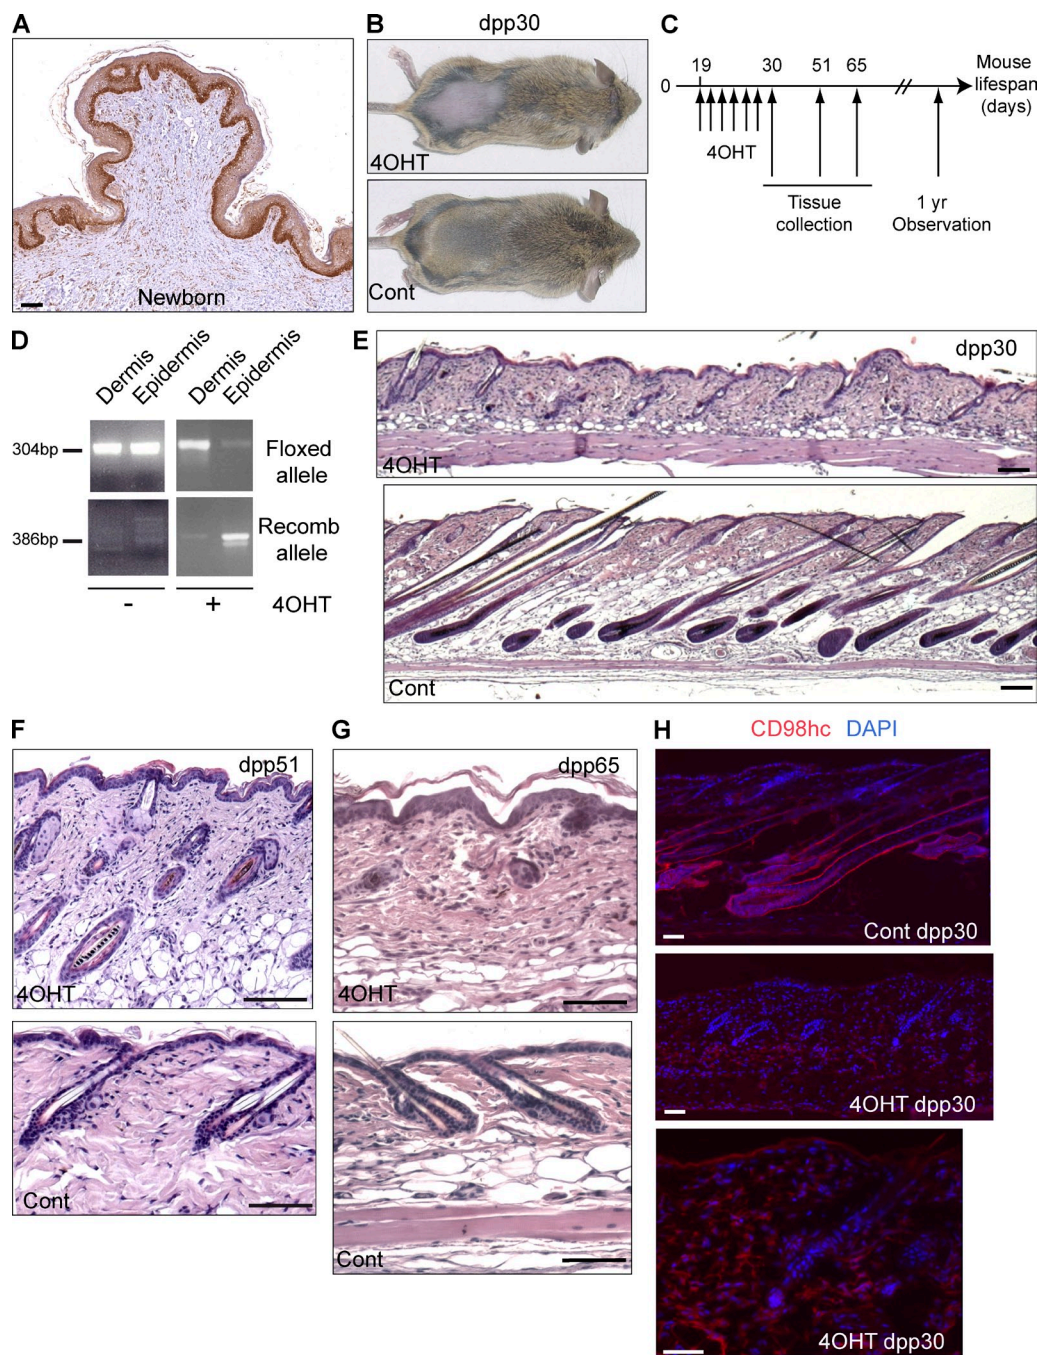 A
Newborn
B
dpp30
4OHT
Cont
C
19 30 51 65
0
Mouse
lifespan
(days)
4OHT
Tissue
collection
1 yr
Observation
D
Dermis
Epidermis
Dermis
Epidermis
304bp
Floxed
allele
386bp
Recomb
allele
- + 4OHT
E
dpp30
4OHT
Cont
F
dpp51
4OHT
Cont
G
dpp65
4OHT
Cont
H
CD98hc DAPI
Cont dpp30
4OHT dpp30
4OHT dpp30